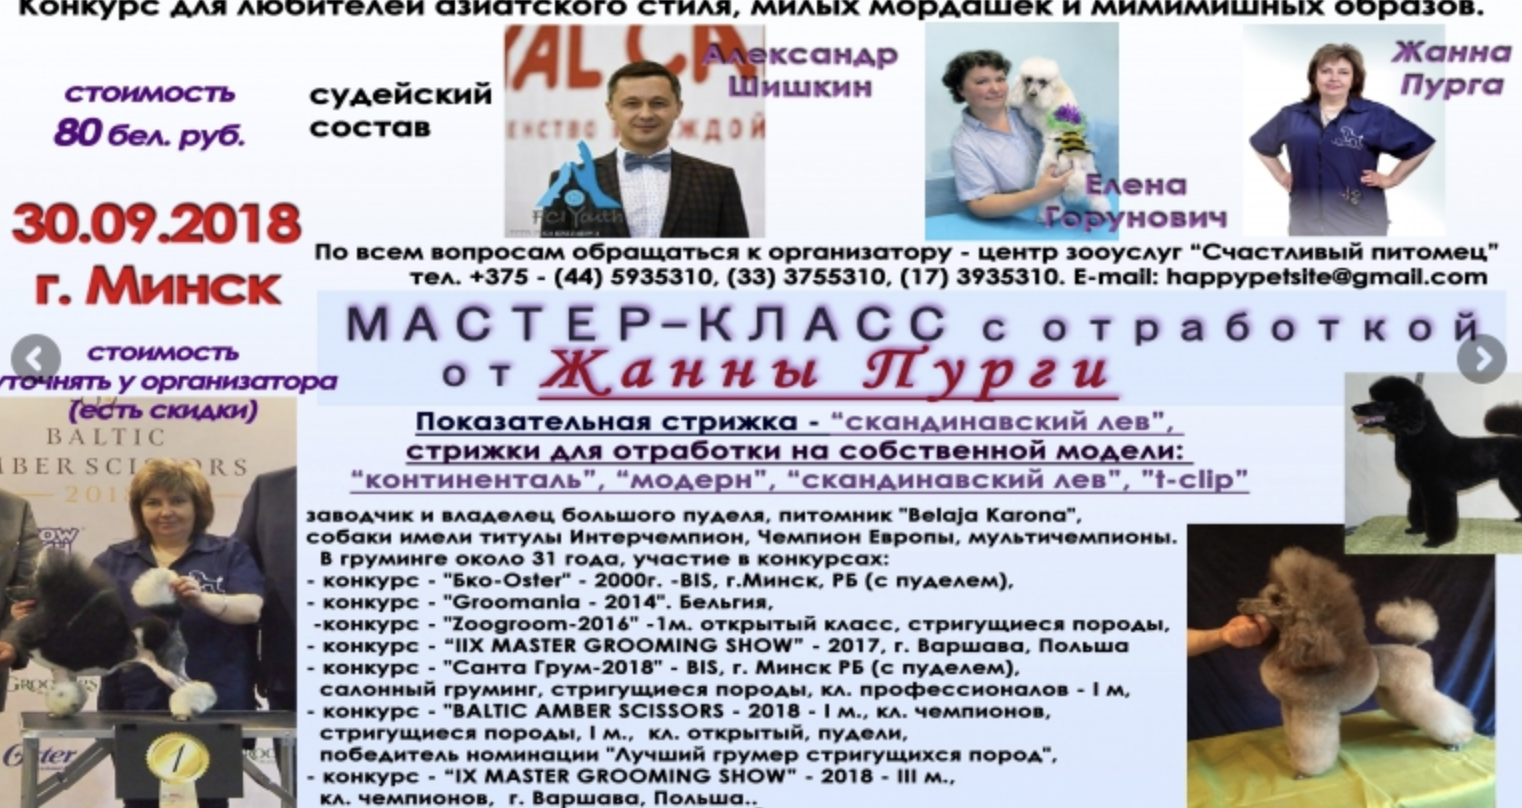 Конкурс для любителей азиатского стиля, милых мордашек и мимимишных образов.
стоимость
80 бел. руб.
судейский
состав
Александр
Шишкин
Елена
Горунович
Жанна
Пурга
FCI Youth
30.09.2018
г. Минск
По всем вопросам обращаться к организатору - центр зооуслуг “Счастливый питомец”
тел. +375 - (44) 5935310, (33) 3755310, (17) 3935310. E-mail: happypetsite@gmail.com
МАСТЕР-КЛАСС с отработкой
от Жанны Пурги
стоимость
уточнять у организатора
(есть скидки)
Показательная стрижка - “скандинавский лев”,
стрижки для отработки на собственной модели:
“континенталь”, “модерн”, “скандинавский лев”, ”t-clip”
заводчик и владелец большого пуделя, питомник "Belaja Karona",
собаки имели титулы Интерчемпион, Чемпион Европы, мультичемпионы.
В груминге около 31 года, участие в конкурсах:
- конкурс - "Бко-Oster" - 2000г. -BIS, г.Минск, РБ (с пуделем),
- конкурс - "Groomania - 2014". Бельгия,
-конкурс - "Zoogroom-2016" -1м. открытый класс, стригущиеся породы,
- конкурс - “IIX MASTER GROOMING SHOW” - 2017, г. Варшава, Польша
- конкурс - "Санта Грум-2018" - BIS, г. Минск РБ (с пуделем),
салонный груминг, стригущиеся породы, кл. профессионалов - I м,
- конкурс - "BALTIC AMBER SCISSORS - 2018 - I м., кл. чемпионов,
стригущиеся породы, I м., кл. открытый, пудели,
победитель номинации "Лучший грумер стригущихся пород",
- конкурс - “IX MASTER GROOMING SHOW” - 2018 - III м.,
кл. чемпионов, г. Варшава, Польша..
BALTIC
MBER SCISSORS
2018
Oster
1